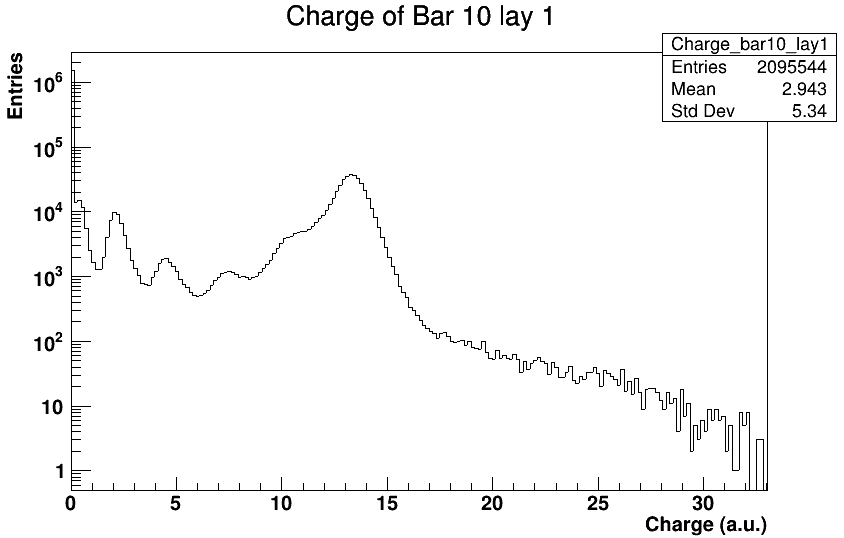 Charge of Bar 10 lay 1
Charge_bar10_lay1
Entries 2095544
Mean 2.943
Std Dev 5.34
Entries
10^6
10^5
10^4
10^3
10^2
10
1
0 5 10 15 20 25 30
Charge (a.u.)